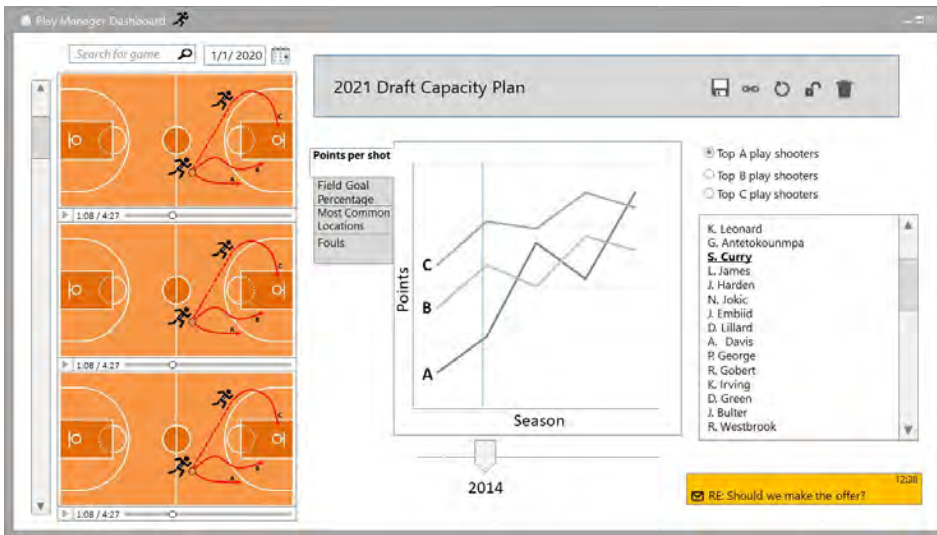 Play Manager Dashboard
Search for game
1/1/ 2020
2021 Draft Capacity Plan
C
A
B
1:08 / 4:27
C
A
B
1:08 / 4:27
C
A
B
1:08 / 4:27
Points per shot
Field Goal
Percentage
Most Common
Locations
Fouls
Points
C
B
A
Season
2014
Top A play shooters
Top B play shooters
Top C play shooters
K. Leonard
G. Antetokounmpa
S. Curry
L. James
J. Harden
N. Jokic
J. Embiid
D. Lillard
A. Davis
P. George
R. Gobert
K. Irving
D. Green
J. Bulter
R. Westbrook
12:38
RE: Should we make the offer?